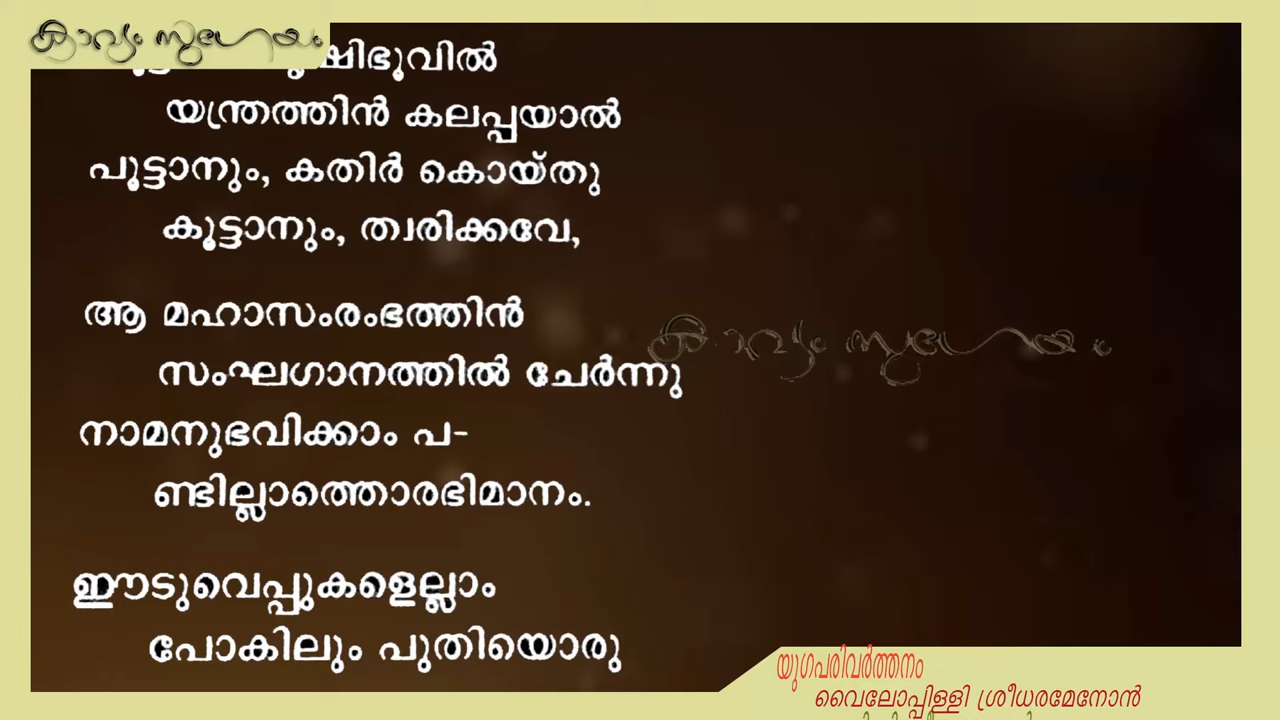 കാവ്യം സുഗേയം
കൃഷിഭൂവിൽ
യന്ത്രത്തിൻ കലപ്പയാൽ
പൂട്ടാനും, കതിർ കൊയ്തു
കൂട്ടാനും, ത്വരിക്കവേ,
ആ മഹാസംരംഭത്തിൻ
സംഘഗാനത്തിൽ ചേർന്നു
നാമനുഭവിക്കാം പ-
ണ്ടില്ലാത്തൊരഭിമാനം.
ഈടുവെപ്പുകളെല്ലാം
പോകിലും പുതിയൊരു
കാവ്യം സുഗേയം
യുഗപരിവർത്തനം
വൈലോപ്പിള്ളി ശ്രീധരമേനോൻ